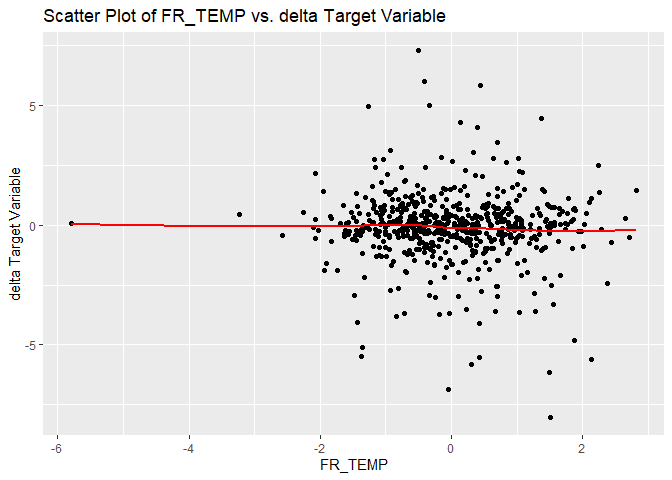 Scatter Plot of FR_TEMP vs. delta Target Variable
delta Target Variable
5
0
-5
-6
-4
-2
0
2
FR_TEMP